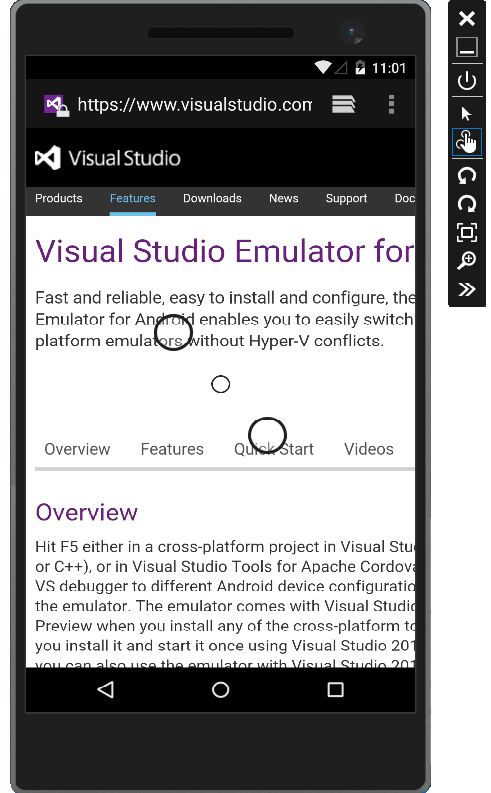 11:01
https://www.visualstudio.com
Visual Studio
Products Features Downloads News Support Doc
Visual Studio Emulator for
Fast and reliable, easy to install and configure, the
Emulator for Android enables you to easily switch
platform emulators without Hyper-V conflicts.
Overview Features Quick Start Videos
Overview
Hit F5 either in a cross-platform project in Visual Stu
or C++), or in Visual Studio Tools for Apache Cordova
VS debugger to different Android device configuratio
the emulator. The emulator comes with Visual Studio
Preview when you install any of the cross-platform to
you install it and start it once using Visual Studio 201
you can also use the emulator with Visual Studio 201